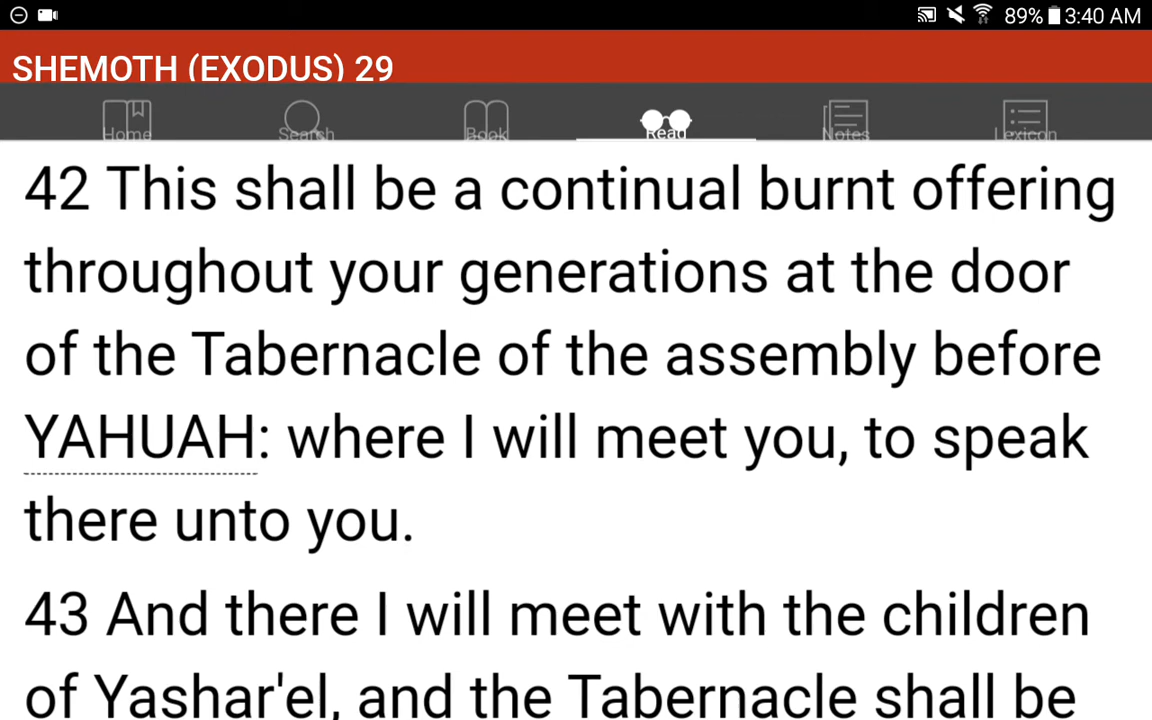 89% 3:40 AM
SHEMOTH (EXODUS) 29
Home Search Book Read Notes Lexicon
42 This shall be a continual burnt offering
throughout your generations at the door
of the Tabernacle of the assembly before
YAHUAH: where I will meet you, to speak
there unto you.
43 And there I will meet with the children
of Yashar'el, and the Tabernacle shall be